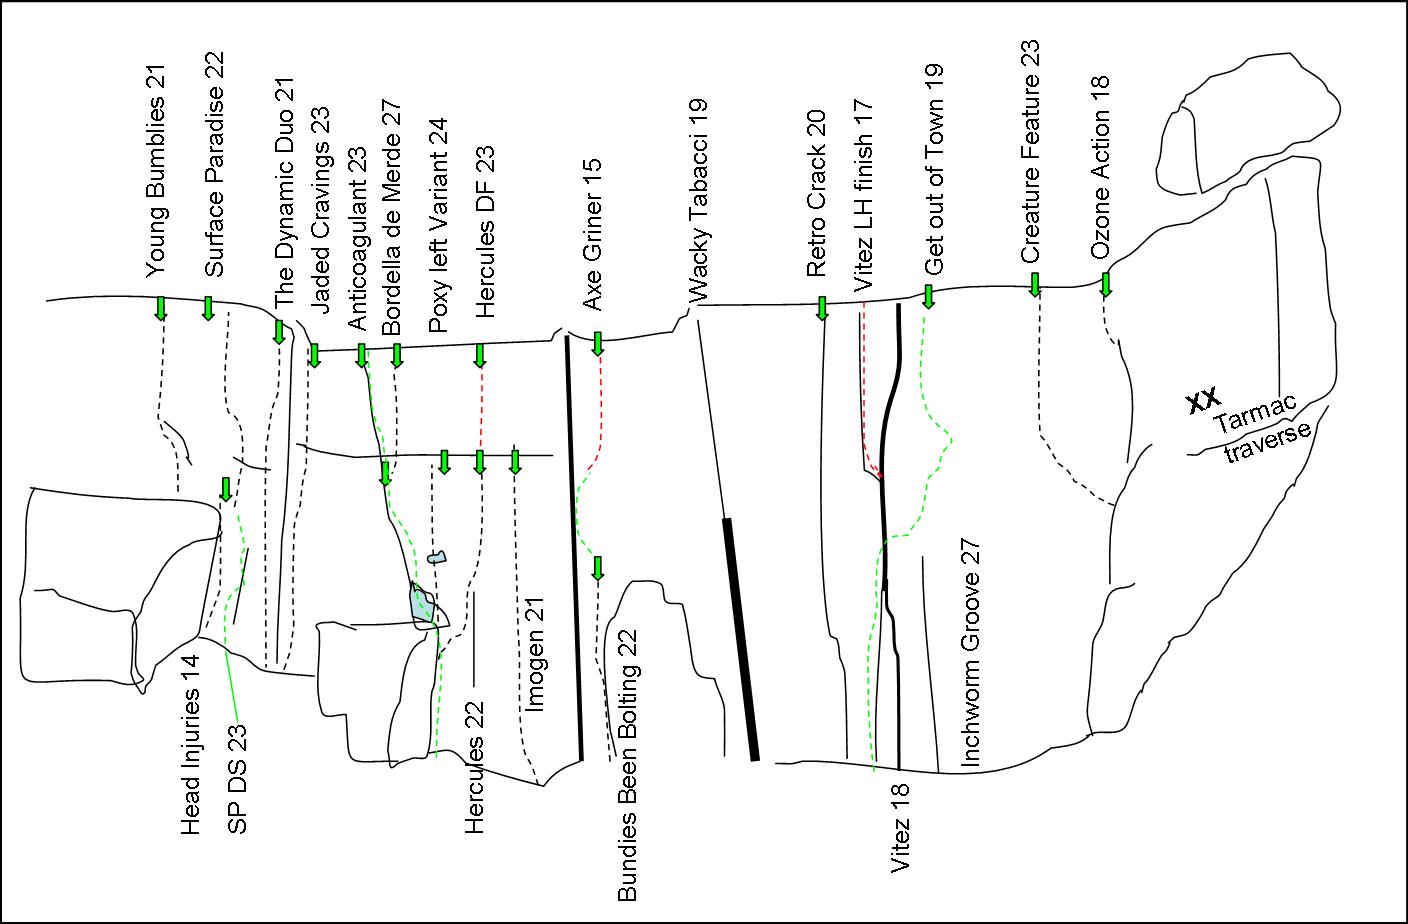 Young Bumblies 21
Surface Paradise 22
The Dynamic Duo 21
Jaded Cravings 23
Anticoagulant 23
Bordella de Merde 27
Poxy left Variant 24
Hercules DF 23
Axe Griner 15
Wacky Tabacci 19
Retro Crack 20
Vitez LH finish 17
Get out of Town 19
Creature Feature 23
Ozone Action 18
XX
Tarmac
traverse
Head Injuries 14
SP DS 23
Hercules 22
Imogen 21
Bundies Been Bolting 22
Vitez 18
Inchworm Groove 27